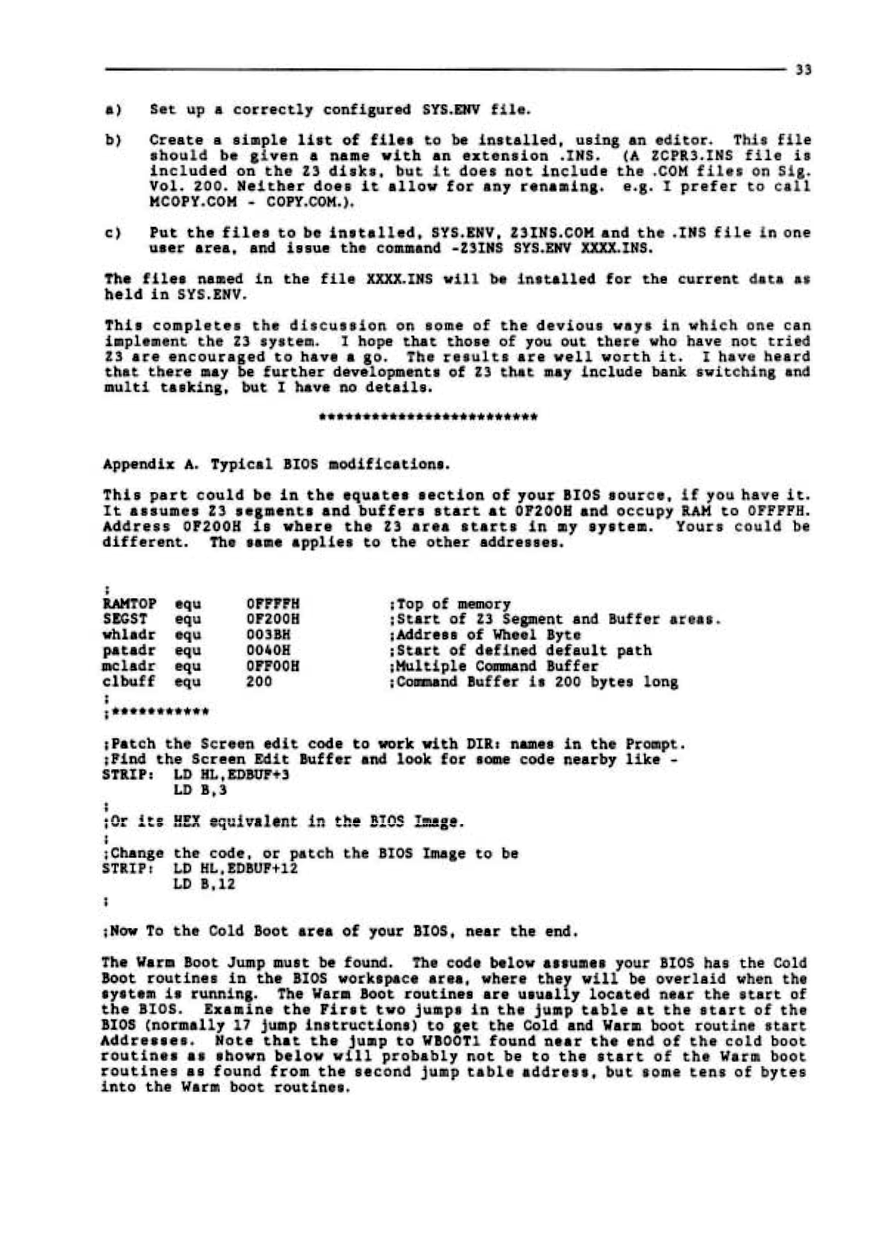 33
a) Set up a correctly configured SYS.ENV file.
b) Create a simple list of files to be installed, using an editor. This file
should be given a name with an extension .INS. (A ZCPR3.INS file is
included on the Z3 disks, but it does not include the .COM files on Sig.
Vol. 200. Neither does it allow for any renaming. e.g. I prefer to call
MCOPY.COM - COPY.COM.).
c) Put the files to be installed, SYS.ENV, Z3INS.COM and the .INS file in one
user area, and issue the command -Z3INS SYS.ENV XXXX.INS.
The files named in the file XXXX.INS will be installed for the current data as
held in SYS.ENV.
This completes the discussion on some of the devious ways in which one can
implement the Z3 system. I hope that those of you out there who have not tried
Z3 are encouraged to have a go. The results are well worth it. I have heard
that there may be further developments of Z3 that may include bank switching and
multi tasking, but I have no details.
*************************
Appendix A. Typical BIOS modifications.
This part could be in the equates section of your BIOS source, if you have it.
It assumes Z3 segments and buffers start at 0F200H and occupy RAM to 0FFFFH.
Address 0F200H is where the Z3 area starts in my system. Yours could be
different. The same applies to the other addresses.
;
RAMTOP equ 0FFFFH ;Top of memory
SEGST equ 0F200H ;Start of Z3 Segment and Buffer areas.
whladr equ 003BH ;Address of Wheel Byte
patadr equ 0040H ;Start of defined default path
mcladr equ 0FF00H ;Multiple Command Buffer
clbuff equ 200 ;Command Buffer is 200 bytes long
;
;***********
;Patch the Screen edit code to work with DIR: names in the Prompt.
;Find the Screen Edit Buffer and look for some code nearby like -
STRIP: LD HL,EDBUF+3
LD B,3
;
;Or its HEX equivalent in the BIOS Image.
;
;Change the code, or patch the BIOS Image to be
STRIP: LD HL,EDBUF+12
LD B,12
;
;Now To the Cold Boot area of your BIOS, near the end.
The Warm Boot Jump must be found. The code below assumes your BIOS has the Cold
Boot routines in the BIOS workspace area, where they will be overlaid when the
system is running. The Warm Boot routines are usually located near the start of
the BIOS. Examine the First two jumps in the jump table at the start of the
BIOS (normally 17 jump instructions) to get the Cold and Warm boot routine start
Addresses. Note that the jump to WBOOT1 found near the end of the cold boot
routines as shown below will probably not be to the start of the Warm boot
routines as found from the second jump table address, but some tens of bytes
into the Warm boot routines.